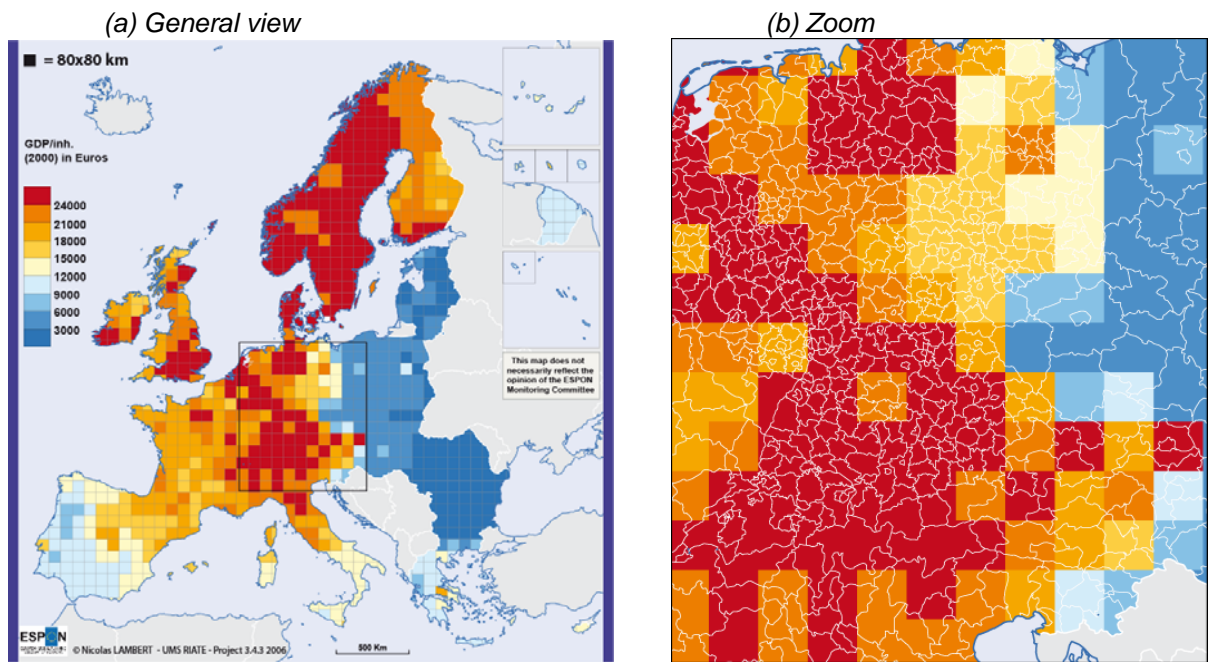 (a) General view
(b) Zoom
= 80x80 km
GDP/inh.
(2000) in Euros
24000
21000
18000
15000
12000
9000
6000
3000
This map does not
necessarily reflect the
opinion of the ESPON
Monitoring Committee
ESPON
© Nicolas LAMBERT - UMS RIATE - Project 3.4.3 2006
500 Km